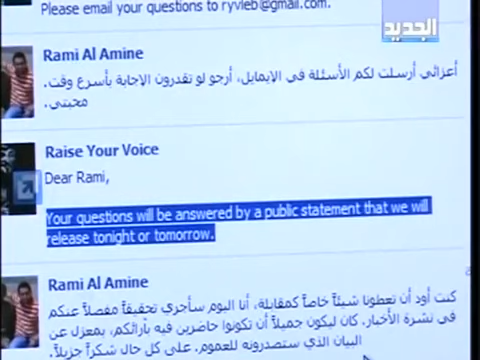 Please email your questions to ryvleb@gmail.com.
الجديد
Rami Al Amine
أعزائي أرسلت لكم الأسئلة في الايمايل، أرجو لو تقدرون الإجابة بأسرع وقت.
محبتي.
Raise Your Voice
Dear Rami,
Your questions will be answered by a public statement that we will
release tonight or tomorrow.
Rami Al Amine
كنت أود أن تعطونا شيئاً خاصاً كمقابلة، أنا اليوم سأجري تحقيقاً مفصلاً عنكم
في نشرة الأخبار. كان ليكون جميلاً أن تكونوا حاضرين فيه بآرائكم، بمعزل عن
البيان الذي ستصدرونه للعموم. على كل حال شكراً جزيلاً.